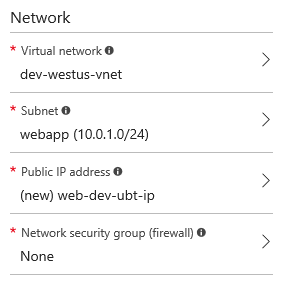 Network
* Virtual network
dev-westus-vnet
* Subnet
webapp (10.0.1.0/24)
* Public IP address
(new) web-dev-ubt-ip
* Network security group (firewall)
None